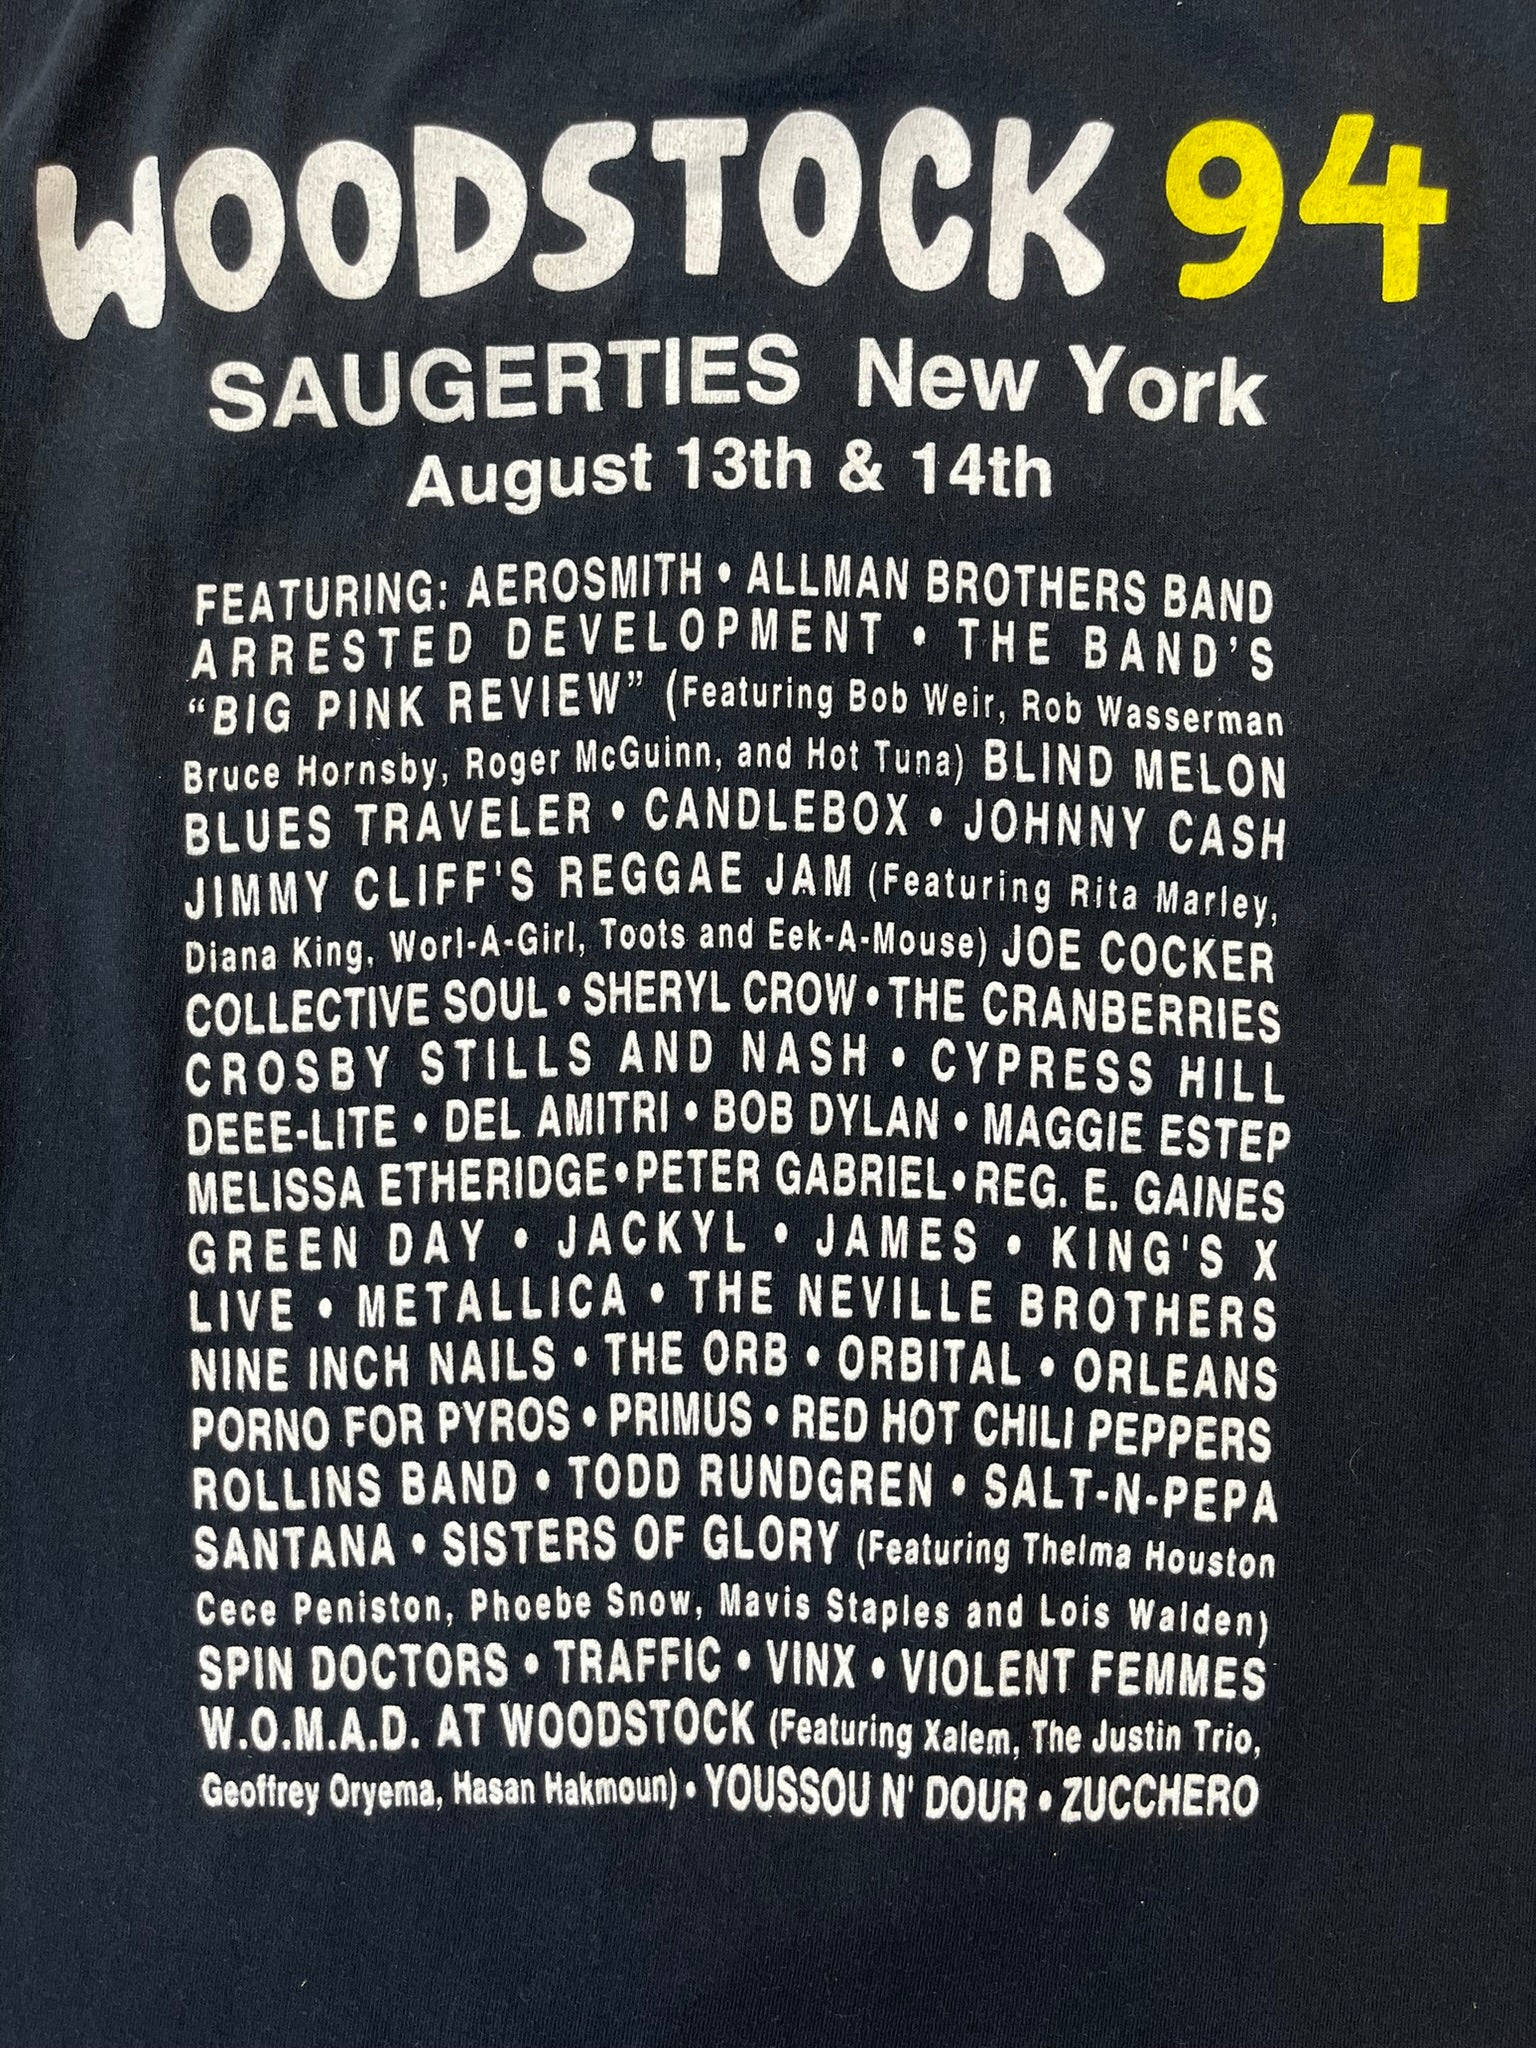 WOODSTOCK 94
SAUGERTIES New York
August 13th & 14th
FEATURING: AEROSMITH • ALLMAN BROTHERS BAND
ARRESTED DEVELOPMENT • THE BAND'S
“BIG PINK REVIEW” (Featuring Bob Weir, Rob Wasserman
Bruce Hornsby, Roger McGuinn, and Hot Tuna) BLIND MELON
BLUES TRAVELER • CANDLEBOX • JOHNNY CASH
JIMMY CLIFF'S REGGAE JAM (Featuring Rita Marley,
Diana King, Worl-A-Girl, Toots and Eek-A-Mouse) JOE COCKER
COLLECTIVE SOUL • SHERYL CROW • THE CRANBERRIES
CROSBY STILLS AND NASH • CYPRESS HILL
DEEE-LITE • DEL AMITRI • BOB DYLAN • MAGGIE ESTEP
MELISSA ETHERIDGE • PETER GABRIEL • REG. E. GAINES
GREEN DAY • JACKYL • JAMES • KING'S X
LIVE • METALLICA • THE NEVILLE BROTHERS
NINE INCH NAILS • THE ORB • ORBITAL • ORLEANS
PORNO FOR PYROS • PRIMUS • RED HOT CHILI PEPPERS
ROLLINS BAND • TODD RUNDGREN • SALT-N-PEPA
SANTANA • SISTERS OF GLORY (Featuring Thelma Houston
Cece Peniston, Phoebe Snow, Mavis Staples and Lois Walden)
SPIN DOCTORS • TRAFFIC • VINX • VIOLENT FEMMES
W.O.M.A.D. AT WOODSTOCK (Featuring Xalem, The Justin Trio,
Geoffrey Oryema, Hasan Hakmoun) • YOUSSOU N' DOUR • ZUCCHERO